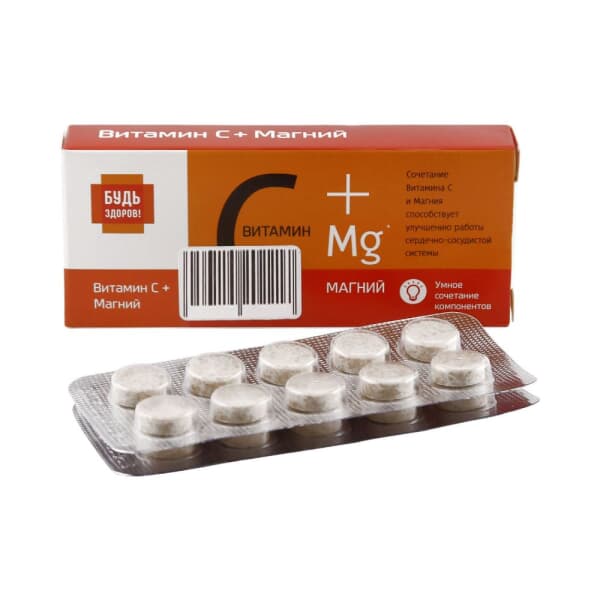 Витамин С + Магний
БУДЬ
ЗДОРОВ!
С
ВИТАМИН
+
Mg*
МАГНИЙ
Сочетание
Витамина С
и Магния
способствует
улучшению работы
сердечно-сосудистой
системы
Витамин С +
Магний
Умное
сочетание
компонентов